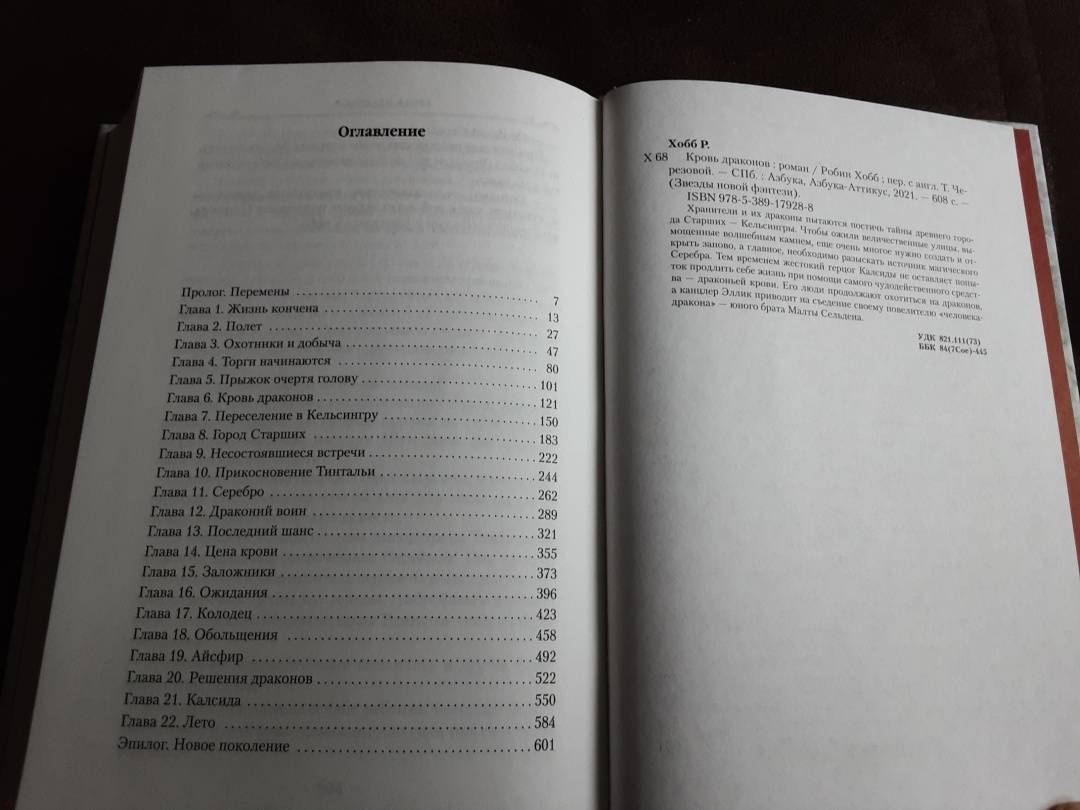 Оглавление
Пролог. Перемены ........ 7
Глава 1. Жизнь кончена ........ 13
Глава 2. Полет ........ 27
Глава 3. Охотники и добыча ........ 47
Глава 4. Торги начинаются ........ 80
Глава 5. Прыжок очертя голову ........ 101
Глава 6. Кровь драконов ........ 121
Глава 7. Переселение в Кельсингру ........ 150
Глава 8. Город Старших ........ 183
Глава 9. Несостоявшиеся встречи ........ 222
Глава 10. Прикосновение Тинтальи ........ 244
Глава 11. Серебро ........ 262
Глава 12. Драконий воин ........ 289
Глава 13. Последний шанс ........ 321
Глава 14. Цена крови ........ 355
Глава 15. Заложники ........ 373
Глава 16. Ожидания ........ 396
Глава 17. Колодец ........ 423
Глава 18. Обольщения ........ 458
Глава 19. Айсфир ........ 492
Глава 20. Решения драконов ........ 522
Глава 21. Калсида ........ 550
Глава 22. Лето ........ 584
Эпилог. Новое поколение ........ 601
Хобб Р.
Х 68 Кровь драконов : роман / Робин Хобб ; пер. с англ. Т. Че-
резовой. — СПб. : Азбука, Азбука-Аттикус, 2021. — 608 с. —
(Звезды новой фэнтези).
ISBN 978-5-389-17928-8
Хранители и их драконы пытаются постичь тайны древнего горо-
да Старших — Кельсингры. Чтобы ожили величественные улицы, вы-
мощенные волшебным камнем, еще очень многое нужно создать и от-
крыть заново, а главное, необходимо разыскать источник магического
Серебра. Тем временем жестокий герцог Калсиды не оставляет попы-
ток продлить себе жизнь при помощи самого чудодейственного средст-
ва — драконьей крови. Его люди продолжают охотиться на драконов,
а канцлер Эллик приводит на съедение своему повелителю «человека-
дракона» — юного брата Малты Сельдена.
УДК 821.111(73)
ББК 84(7Сое)-445